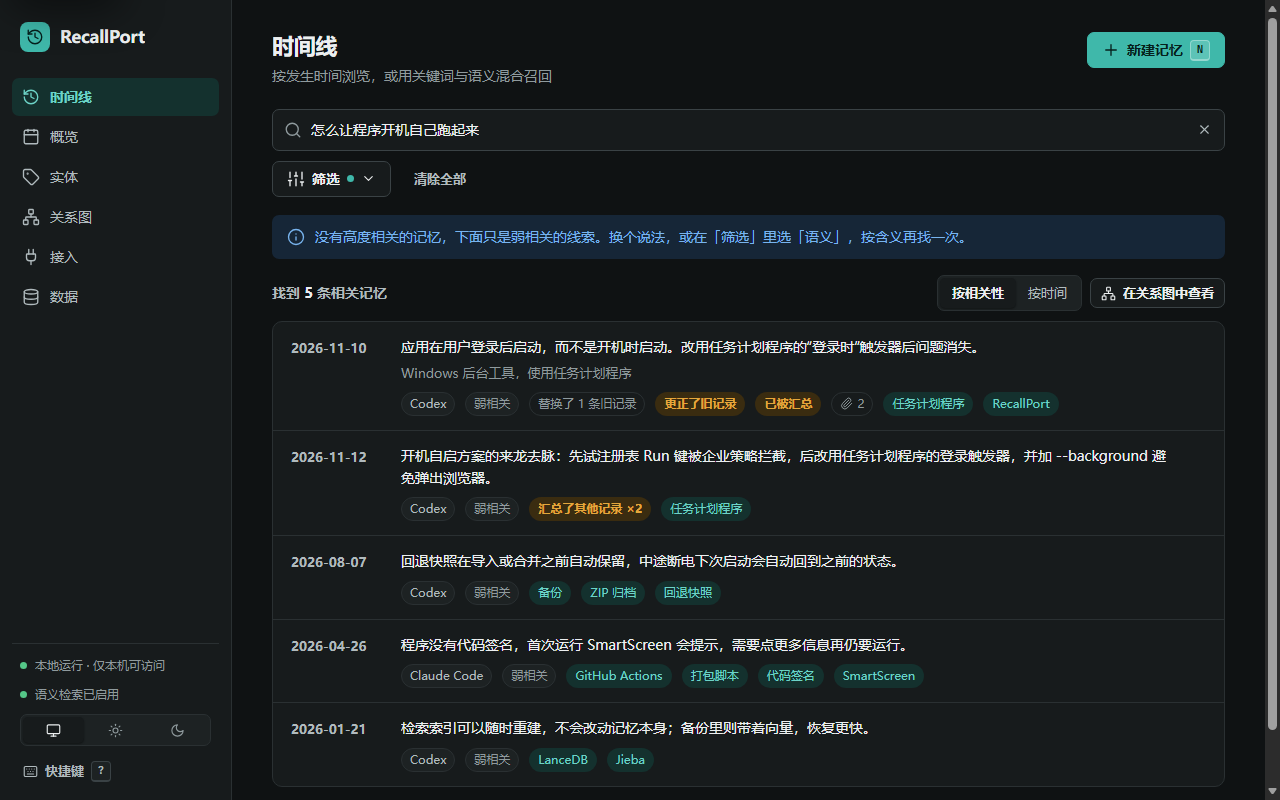 RecallPort
时间线
概览
实体
关系图
接入
数据
本地运行 · 仅本机可访问
语义检索已启用
快捷键 ?
时间线
按发生时间浏览，或用关键词与语义混合召回
新建记忆 N
怎么让程序开机自己跑起来
筛选
清除全部
没有高度相关的记忆，下面只是弱相关的线索。换个说法，或在「筛选」里选「语义」，按含义再找一次。
找到 5 条相关记忆
按相关性 按时间 在关系图中查看
2026-11-10 应用在用户登录后启动，而不是开机时启动。改用任务计划程序的“登录时”触发器后问题消失。
Windows 后台工具，使用任务计划程序
Codex 弱相关 替换了 1 条旧记录 更正了旧记录 已被汇总 2 任务计划程序 RecallPort
2026-11-12 开机自启方案的来龙去脉：先试注册表 Run 键被企业策略拦截，后改用任务计划程序的登录触发器，并加 --background 避
免弹出浏览器。
Codex 弱相关 汇总了其他记录 ×2 任务计划程序
2026-08-07 回退快照在导入或合并之前自动保留，中途断电下次启动会自动回到之前的状态。
Codex 弱相关 备份 ZIP 归档 回退快照
2026-04-26 程序没有代码签名，首次运行 SmartScreen 会提示，需要点更多信息再仍要运行。
Claude Code 弱相关 GitHub Actions 打包脚本 代码签名 SmartScreen
2026-01-21 检索索引可以随时重建，不会改动记忆本身；备份里则带着向量，恢复更快。
Codex 弱相关 LanceDB Jieba